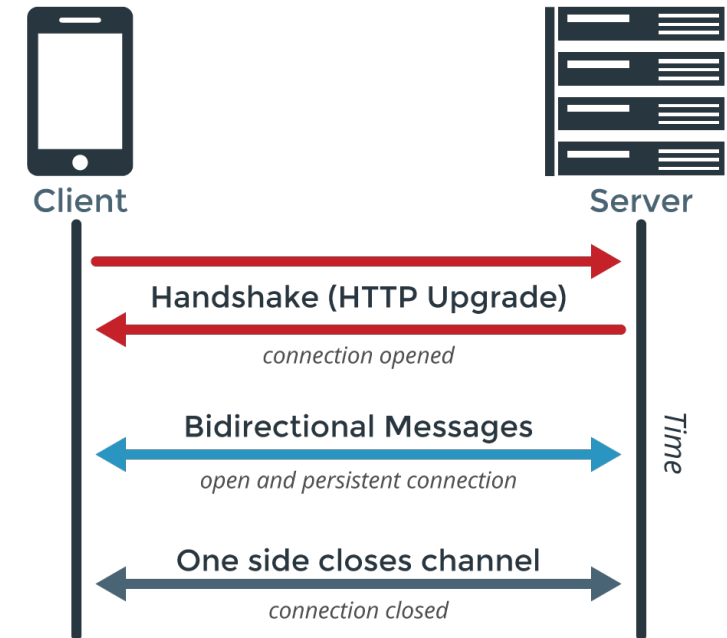 Client
Server
Handshake (HTTP Upgrade)
connection opened
Bidirectional Messages
open and persistent connection
Time
One side closes channel
connection closed